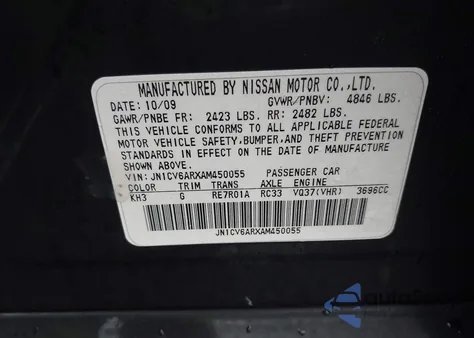 MANUFACTURED BY NISSAN MOTOR CO.,LTD.
DATE: 10/09 GVWR/PNBV: 4846 LBS.
GAWR/PNBE FR: 2423 LBS. RR: 2482 LBS.
THIS VEHICLE CONFORMS TO ALL APPLICABLE FEDERAL
MOTOR VEHICLE SAFETY,BUMPER,AND THEFT PREVENTION
STANDARDS IN EFFECT ON THE DATE OF MANUFACTURE
SHOWN ABOVE.
VIN: JN1CV6ARXAM450055 PASSENGER CAR
COLOR TRIM TRANS AXLE ENGINE
KH3 G RE7R01A RC33 VQ37(VHR) 3696CC
JN1CV6ARXAM450055